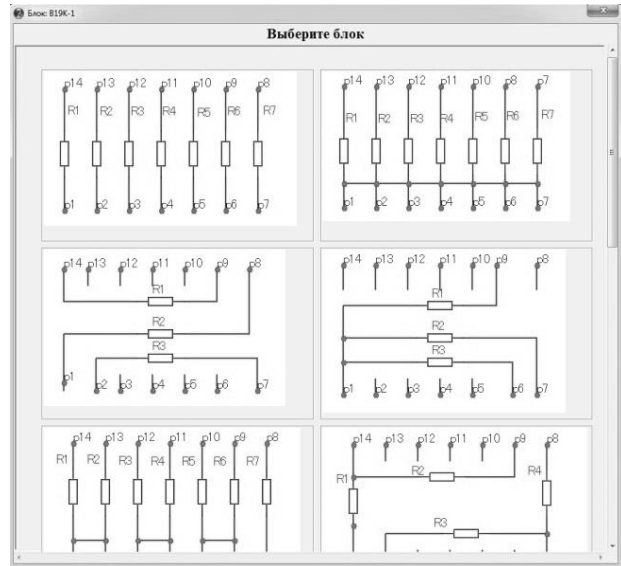 Блок: B19K-1
Выберите блок
p14 p13 p12 p11 p10 p9 p8
R1 R2 R3 R4 R5 R6 R7
p1 p2 p3 p4 p5 p6 p7
p14 p13 p12 p11 p10 p8 p7
R1 R2 R3 R4 R5 R6 R7
p1 p2 p3 p4 p5 p6 p7
p14 p13 p12 p11 p10 p9 p8
R1
R2
R3
p1 p2 p3 p4 p5 p6 p7
p14 p13 p12 p11 p10 p9 p8
R1
R2
R3
p1 p2 p3 p4 p5 p6 p7
p14 p13 p12 p11 p10 p9 p8
R1 R2 R3 R4 R5 R6 R7
p14 p13 p12 p11 p10 p9 p8
R1 R2 R4
R3